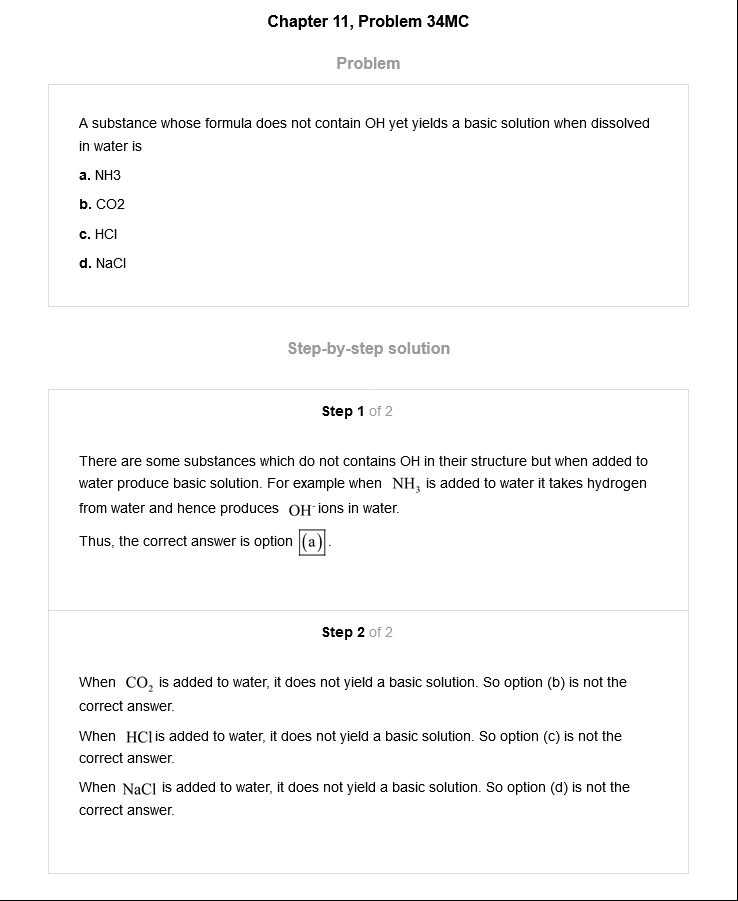 Chapter 11, Problem 34MC
Problem
A substance whose formula does not contain OH yet yields a basic solution when dissolved
in water is
a. NH3
b. CO2
c. HCl
d. NaCl
Step-by-step solution
Step 1 of 2
There are some substances which do not contains OH in their structure but when added to
water produce basic solution. For example when NH₃ is added to water it takes hydrogen
from water and hence produces OH⁻ ions in water.
Thus, the correct answer is option (a).
Step 2 of 2
When CO₂ is added to water, it does not yield a basic solution. So option (b) is not the
correct answer.
When HCl is added to water, it does not yield a basic solution. So option (c) is not the
correct answer.
When NaCl is added to water, it does not yield a basic solution. So option (d) is not the
correct answer.